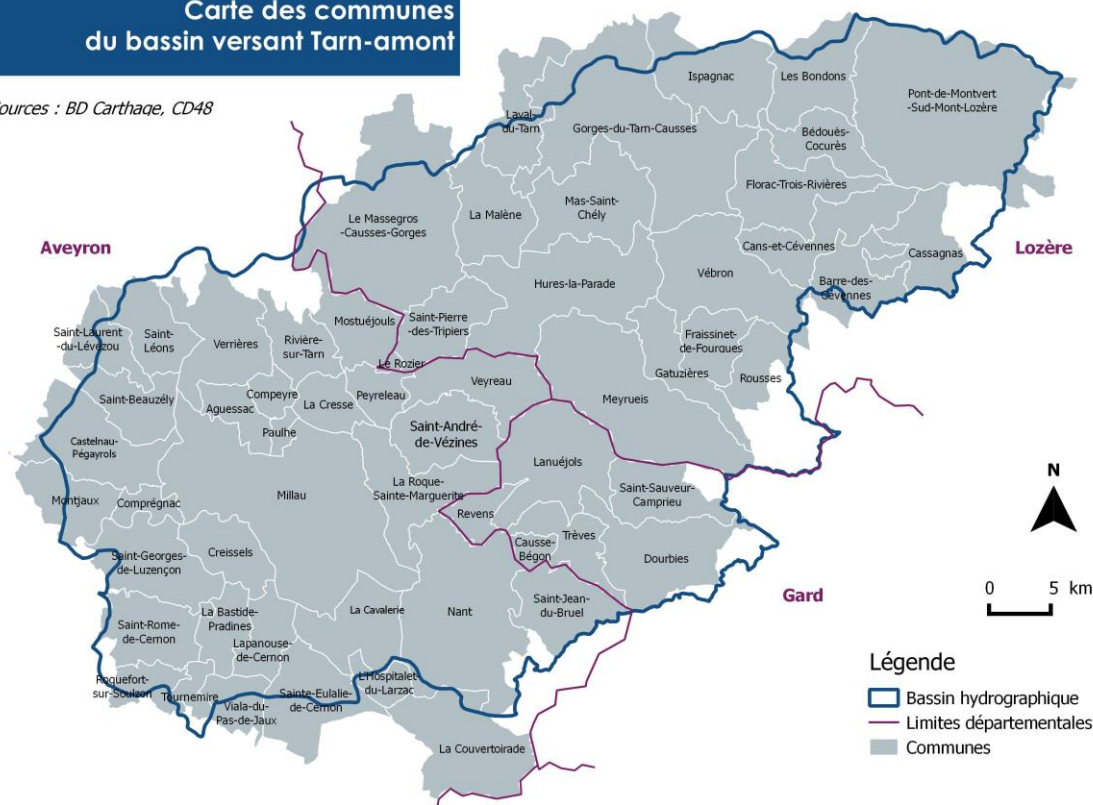 Carte des communes
du bassin versant Tarn-amont
ources : BD Carthage, CD48
Ispagnac
Les Bondons
Pont-de-Montvert
-Sud-Mont-Lozère
Laval-
du-Tarn
Gorges-du-Tarn-Causses
Bédouès-
Cocurès
Florac-Trois-Rivières
Mas-Saint-
Chély
La Malène
Le Massegros
-Causses-Gorges
Aveyron
Lozère
Cans-et-Cévennes
Cassagnas
Vébron
Barre-des-
Cévennes
Hures-la-Parade
Saint-Pierre
-des-Tripiers
Mostuéjouls
Saint-Laurent
-du-Lévézou
Saint-
Léons
Verrières
Rivière-
sur-Tarn
Fraissinet-
de-Fourques
Le Rozier
Gatuzières
Rousses
Veyreau
Meyrueis
Saint-Beauzély
Compeyre
Aguessac
La Cresse
Peyreleau
Paulhe
Saint-André-
de-Vézines
Castelnau-
Pégayrols
Lanuéjols
La Roque-
Sainte-Marguerite
Saint-Sauveur-
Camprieu
Montjaux
Comprégnac
Millau
Revens
Trèves
Causse-
Bégon
Dourbies
Saint-Georges-
de-Luzençon
Creissels
Gard
Saint-Jean-
du-Bruel
La Bastide-
Pradines
La Cavalerie
Nant
Saint-Rome-
de-Cernon
Lapanouse-
de-Cernon
Roquefort-
sur-Soulzon
Tournemire
Viala-du-
Pas-de-Jaux
Sainte-Eulalie-
de-Cernon
L'Hospitalet-
du-Larzac
La Couvertoirade
N
0 5 km
Légende
Bassin hydrographique
Limites départementales
Communes